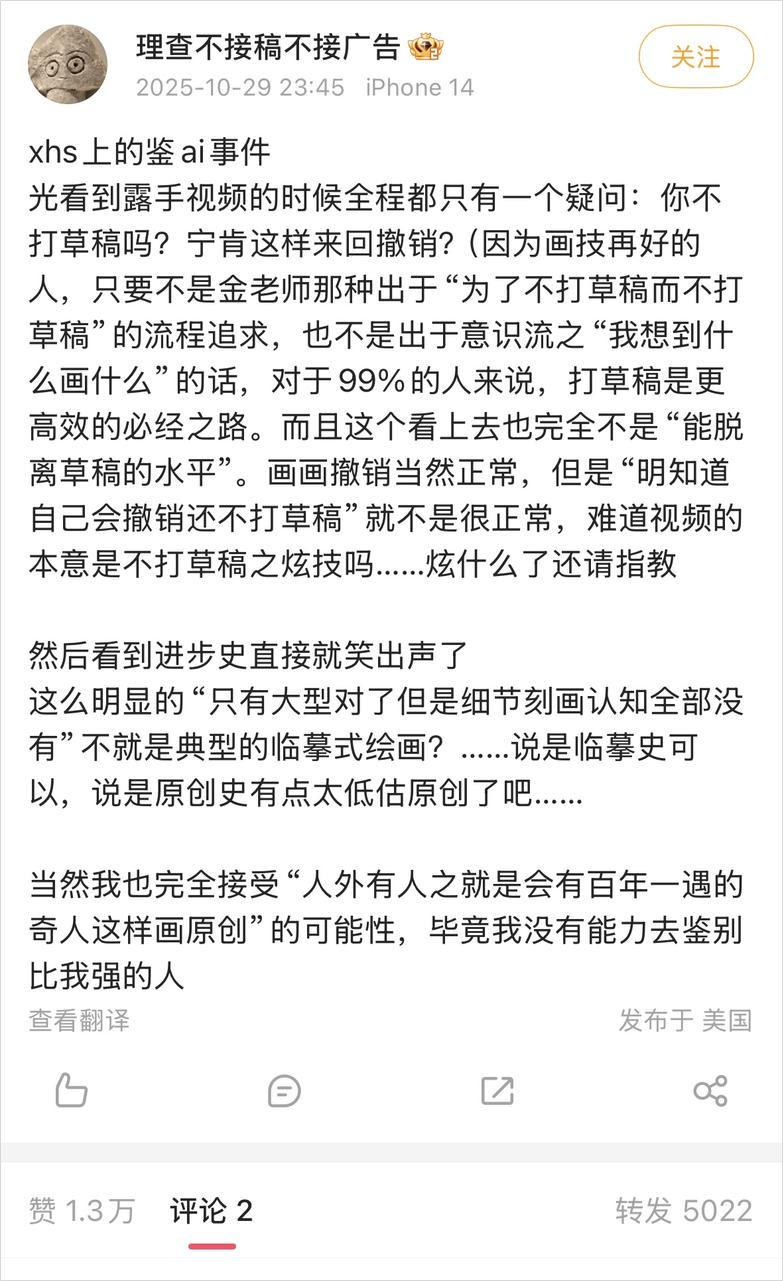 理查不接稿不接广告
关注
2025-10-29 23:45 iPhone 14
xhs上的鉴ai事件
光看到露手视频的时候全程都只有一个疑问：你不
打草稿吗？宁肯这样来回撤销？（因为画技再好的
人，只要不是金老师那种出于“为了不打草稿而不打
草稿”的流程追求，也不是出于意识流之“我想到什
么画什么”的话，对于99%的人来说，打草稿是更
高效的必经之路。而且这个看上去也完全不是“能脱
离草稿的水平”。画画撤销当然正常，但是“明知道
自己会撤销还不打草稿”就不是很正常，难道视频的
本意是不打草稿之炫技吗……炫什么了还请指教
然后看到进步史直接就笑出声了
这么明显的“只有大型对了但是细节刻画认知全部没
有”不就是典型的临摹式绘画？……说是临摹史可
以，说是原创史有点太低估原创了吧……
当然我也完全接受“人外有人之就是会有百年一遇的
奇人这样画原创”的可能性，毕竟我没有能力去鉴别
比我强的人
查看翻译 发布于 美国
赞 1.3万 评论 2 转发 5022